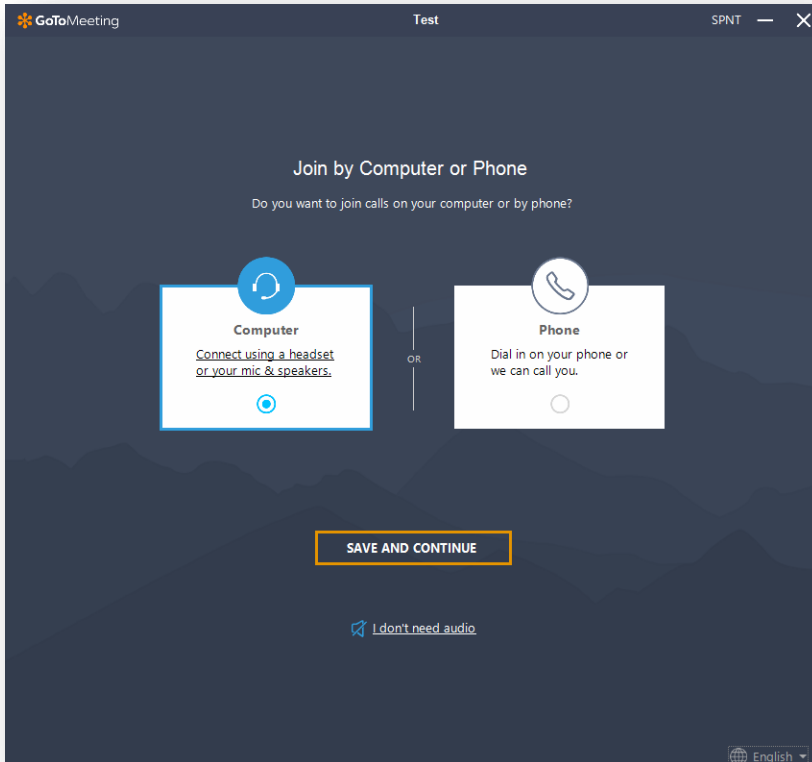 GoToMeeting
Test
SPNT
Join by Computer or Phone
Do you want to join calls on your computer or by phone?
Computer
Connect using a headset
or your mic & speakers.
OR
Phone
Dial in on your phone or
we can call you.
SAVE AND CONTINUE
I don't need audio
English